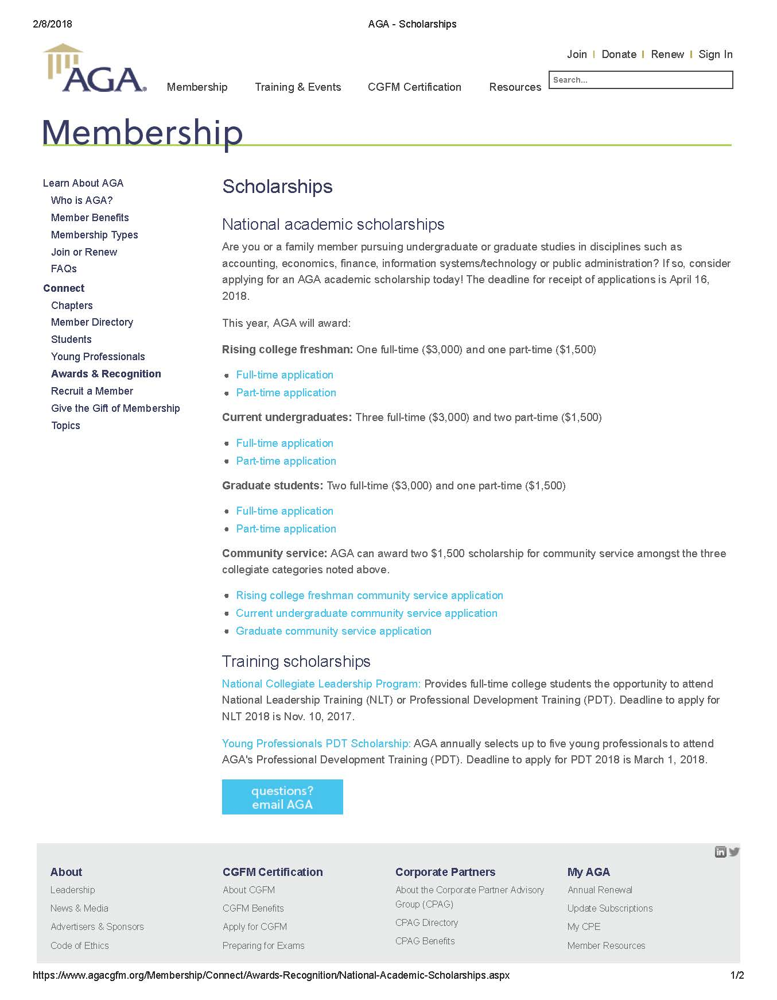 2/8/2018
AGA - Scholarships
AGA
Join
Donate
Renew
Sign In
Membership
Training & Events
CGFM Certification
Resources
Search...
Membership
Learn About AGA
Who is AGA?
Member Benefits
Membership Types
Join or Renew
FAQs
Connect
Chapters
Member Directory
Students
Young Professionals
Awards & Recognition
Recruit a Member
Give the Gift of Membership
Topics
Scholarships
National academic scholarships
Are you or a family member pursuing undergraduate or graduate studies in disciplines such as
accounting, economics, finance, information systems/technology or public administration? If so, consider
applying for an AGA academic scholarship today! The deadline for receipt of applications is April 16,
2018.
This year, AGA will award:
Rising college freshman: One full-time ($3,000) and one part-time ($1,500)
• Full-time application
• Part-time application
Current undergraduates: Three full-time ($3,000) and two part-time ($1,500)
• Full-time application
• Part-time application
Graduate students: Two full-time ($3,000) and one part-time ($1,500)
• Full-time application
• Part-time application
Community service: AGA can award two $1,500 scholarship for community service amongst the three
collegiate categories noted above.
• Rising college freshman community service application
• Current undergraduate community service application
• Graduate community service application
Training scholarships
National Collegiate Leadership Program: Provides full-time college students the opportunity to attend
National Leadership Training (NLT) or Professional Development Training (PDT). Deadline to apply for
NLT 2018 is Nov. 10, 2017.
Young Professionals PDT Scholarship: AGA annually selects up to five young professionals to attend
AGA's Professional Development Training (PDT). Deadline to apply for PDT 2018 is March 1, 2018.
questions?
email AGA
in
About
Leadership
News & Media
Advertisers & Sponsors
Code of Ethics
CGFM Certification
About CGFM
CGFM Benefits
Apply for CGFM
Preparing for Exams
Corporate Partners
About the Corporate Partner Advisory
Group (CPAG)
CPAG Directory
CPAG Benefits
My AGA
Annual Renewal
Update Subscriptions
My CPE
Member Resources
https://www.agacgfm.org/Membership/Connect/Awards-Recognition/National-Academic-Scholarships.aspx
1/2